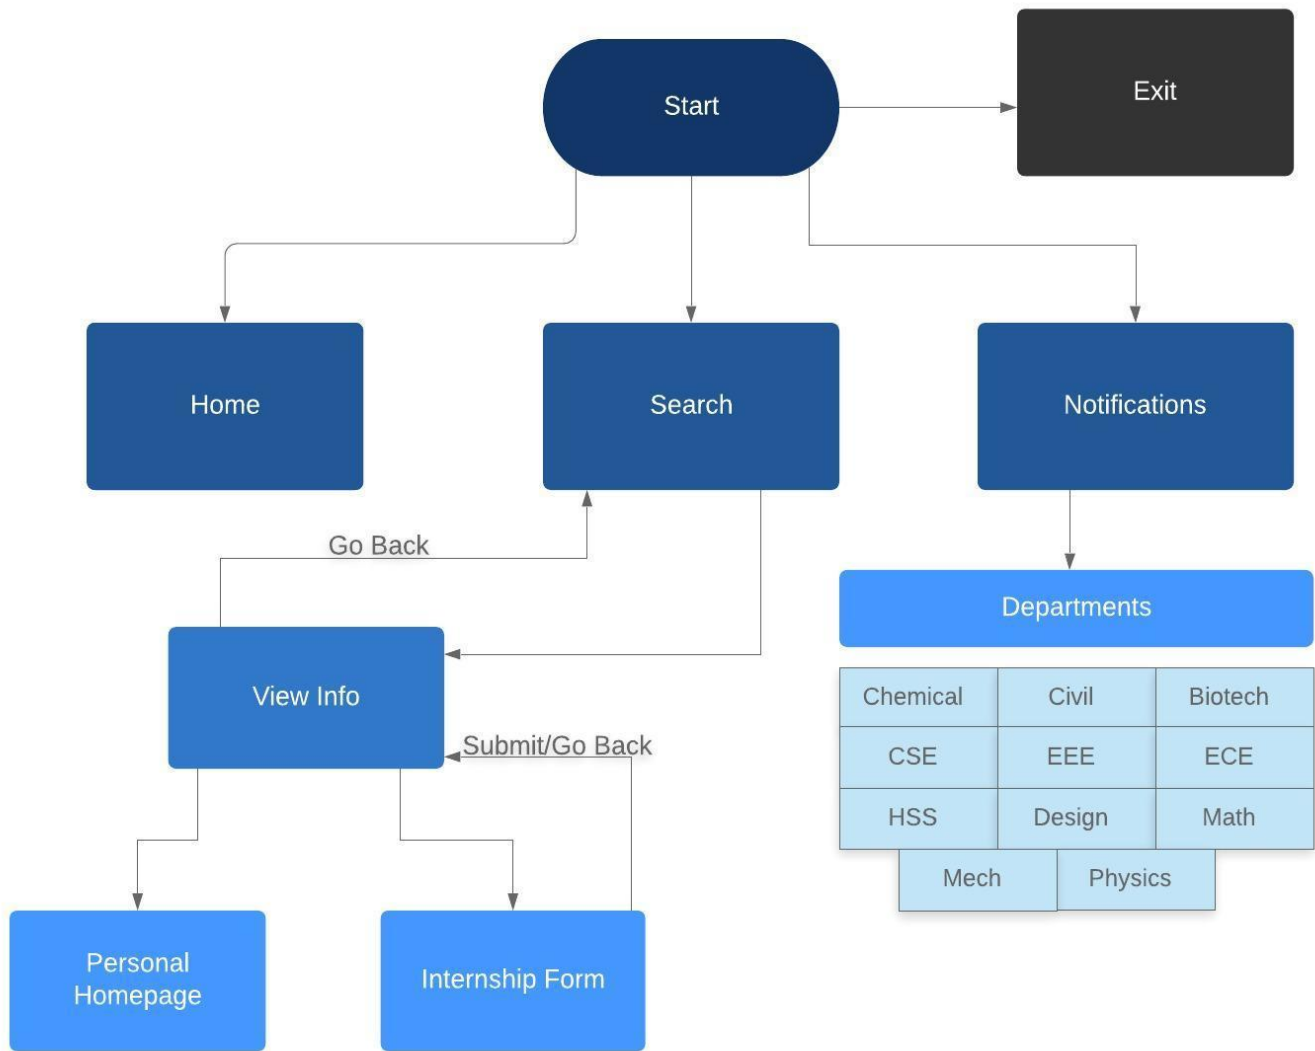 Start
Exit
Home
Search
Notifications
Go Back
Departments
View Info
Submit/Go Back
Chemical
Civil
Biotech
CSE
EEE
ECE
HSS
Design
Math
Mech
Physics
Personal
Homepage
Internship Form